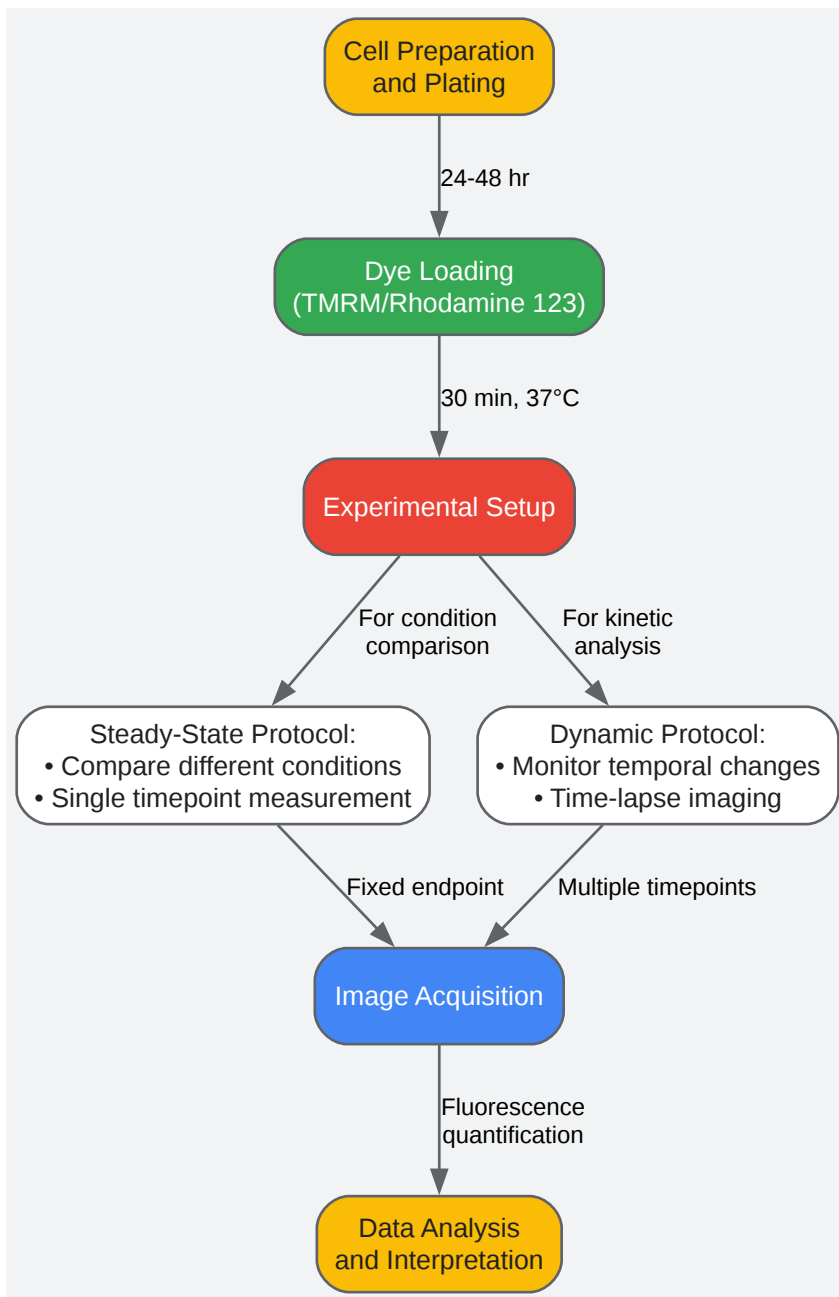 Cell Preparation
and Plating
24-48 hr
Dye Loading
(TMRM/Rhodamine 123)
30 min, 37°C
Experimental Setup
For condition
comparison
For kinetic
analysis
Steady-State Protocol:
• Compare different conditions
• Single timepoint measurement
Dynamic Protocol:
• Monitor temporal changes
• Time-lapse imaging
Fixed endpoint
Multiple timepoints
Image Acquisition
Fluorescence
quantification
Data Analysis
and Interpretation